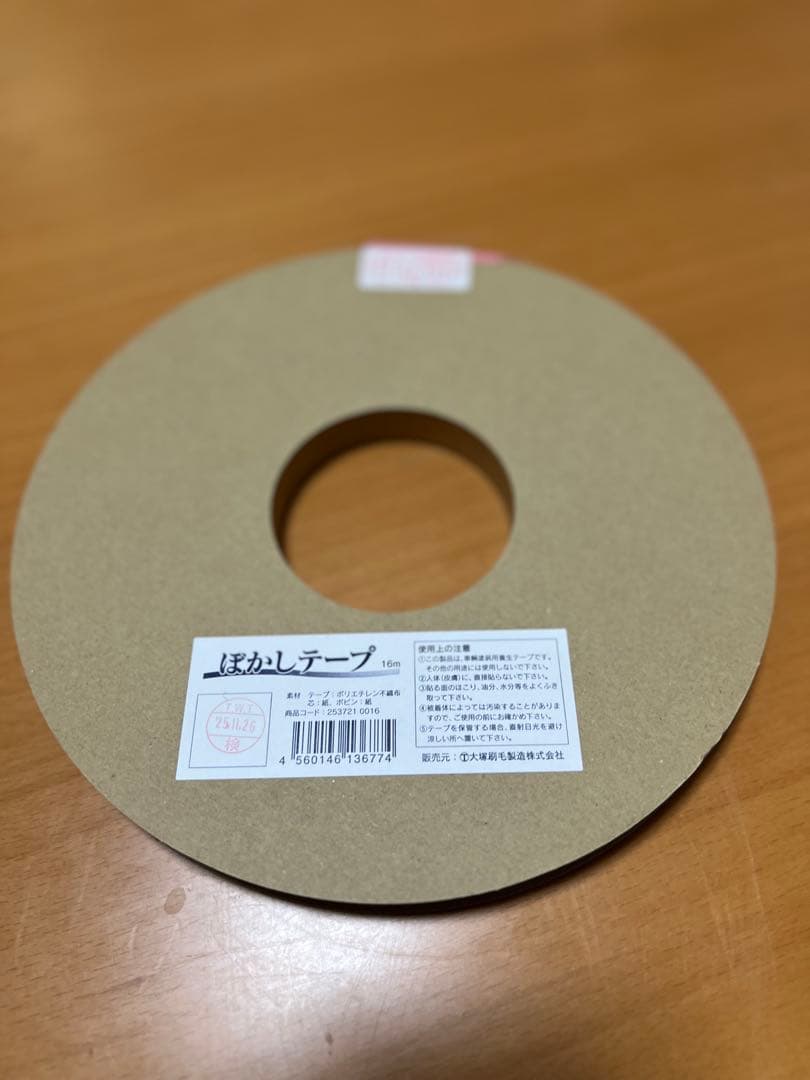 ぼかしテープ 16m
素材 テープ：ポリエチレン不織布
芯：紙、ボビン：紙
商品コード：253721.0016
T.W.T
25.11.26
検
4 560146 136774
使用上の注意
①この製品は、車輌塗装用養生テープです。
その他の用途には使用しないで下さい。
②人体（皮膚）に、直接貼らないで下さい。
③貼る面のほこり、油分、水分等をよくふき
取って下さい。
④被着体によっては汚染することがありま
すので、ご使用の前にお確かめ下さい。
⑤テープを保管する場合、直射日光を避け
涼しい所へ置いて下さい。
販売元：大塚刷毛製造株式会社